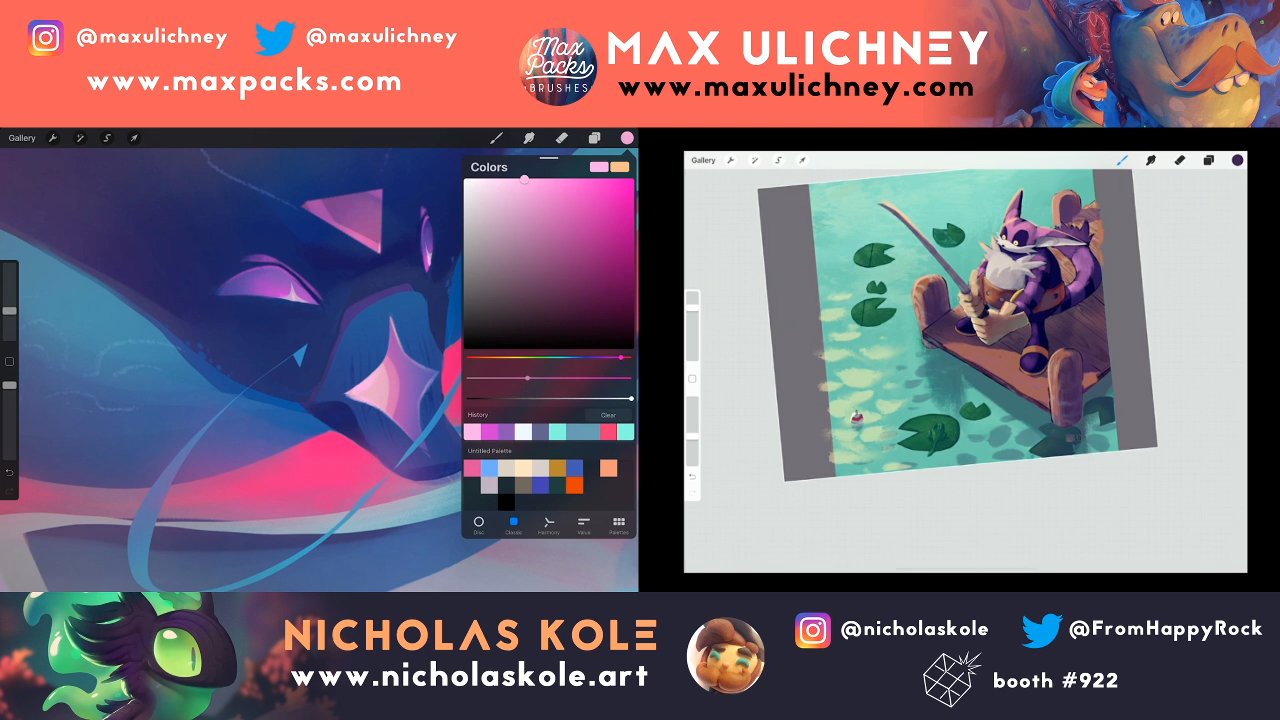 @maxulichney @maxulichney
www.maxpacks.com
Max
Packs
BRUSHES
MAX ULICHNEY
www.maxulichney.com
Gallery
Colors
History Clear
Untitled Palette
Disc Classic Harmony Value Palettes
Gallery
NICHOLAS KOLE
www.nicholaskole.art
@nicholaskole @FromHappyRock
booth #922